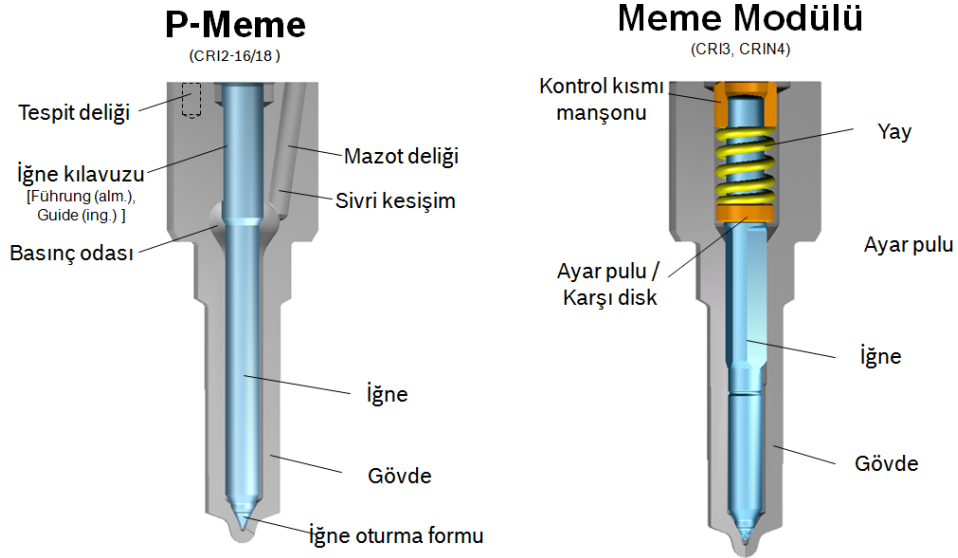 P-Meme
(CRI2-16/18 )
Tespit deliği
İğne kılavuzu
[Führung (alm.),
Guide (ing.) ]
Basınç odası
Mazot deliği
Sivri kesişim
İğne
Gövde
İğne oturma formu
Meme Modülü
(CRI3, CRIN4)
Kontrol kısmı
manşonu
Yay
Ayar pulu /
Karşı disk
Ayar pulu
İğne
Gövde